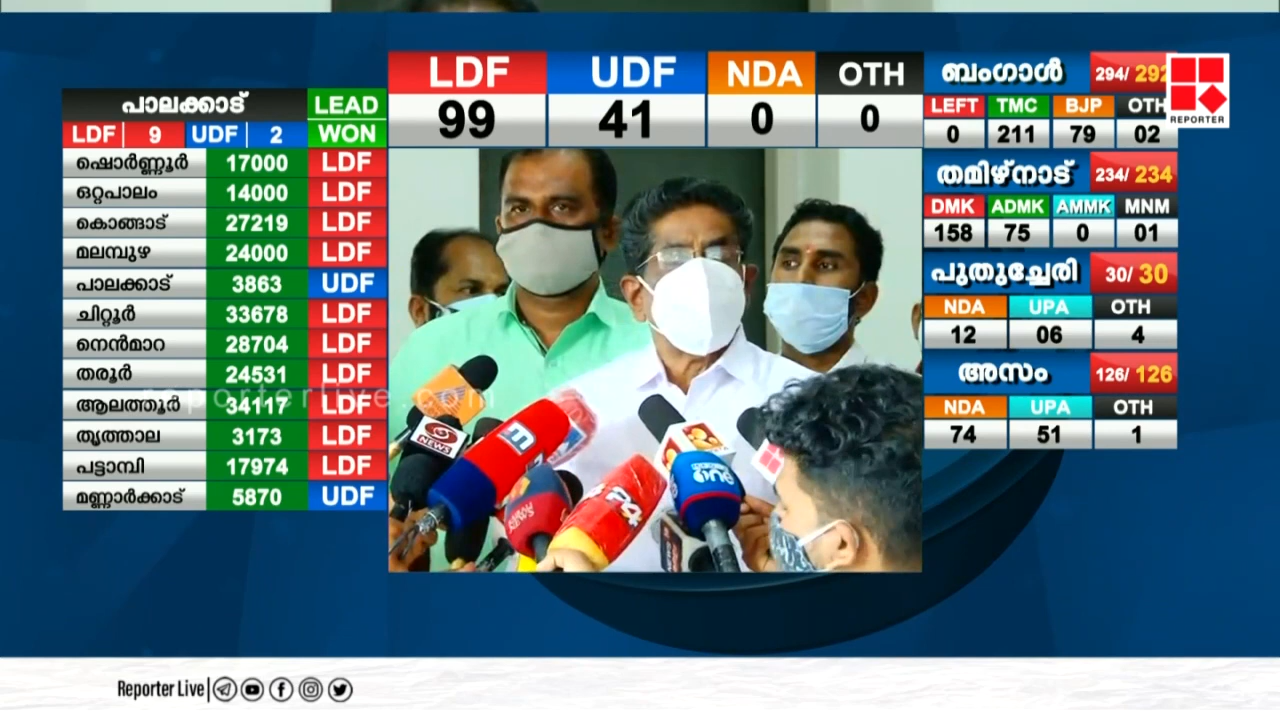 LDF UDF NDA OTH
99 41 0 0
പാലക്കാട് LEAD
LDF 9 UDF 2 WON
ഷൊർണ്ണൂർ 17000 LDF
ഒറ്റപാലം 14000 LDF
കൊങ്ങാട് 27219 LDF
മലമ്പുഴ 24000 LDF
പാലക്കാട് 3863 UDF
ചിറ്റൂർ 33678 LDF
നെൻമാറ 28704 LDF
തരൂർ 24531 LDF
ആലത്തൂർ 34117 LDF
തൃത്താല 3173 LDF
പട്ടാമ്പി 17974 LDF
മണ്ണാർക്കാട് 5870 UDF
reporterlive.com
ബംഗാൾ 294/ 292
LEFT TMC BJP OTH
0 211 79 02
തമിഴ്നാട് 234/ 234
DMK ADMK AMMK MNM
158 75 0 01
പുതുച്ചേരി 30/ 30
NDA UPA OTH
12 06 4
അസം 126/ 126
NDA UPA OTH
74 51 1
REPORTER
NEWS
m
NEWS
24
one
Reporter Live